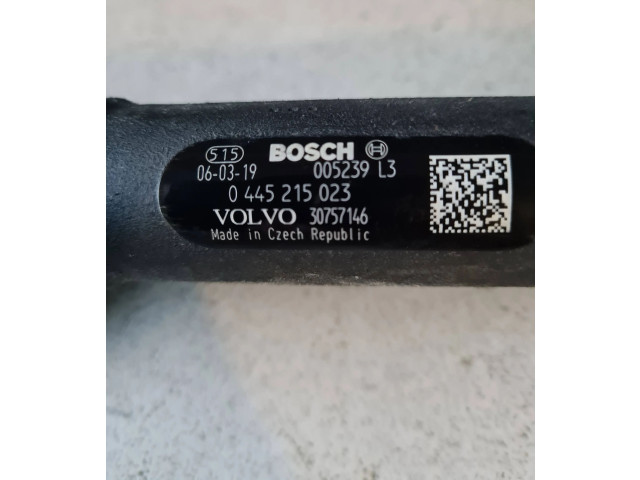 515 BOSCH
06-03-19 005239 L3
0 445 215 023
VOLVO 30757146
Made in Czech Republic